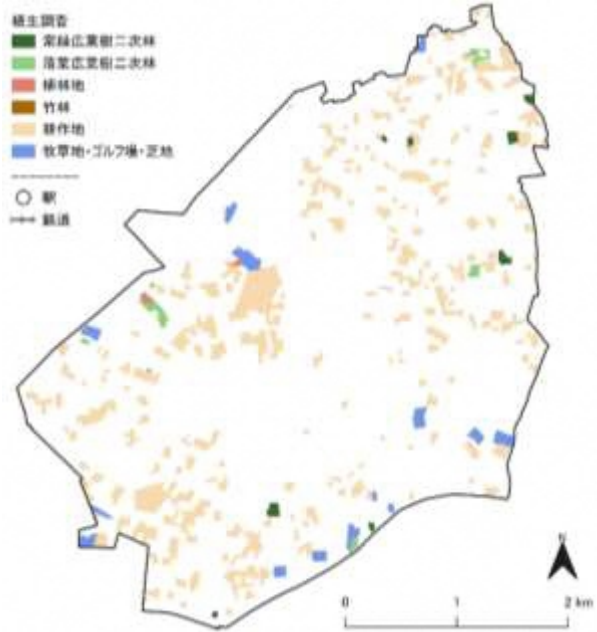 植生調査
常緑広葉樹二次林
落葉広葉樹二次林
植林地
竹林
耕作地
牧草地・ゴルフ場・芝地
駅
鉄道
N
0 1 2 km